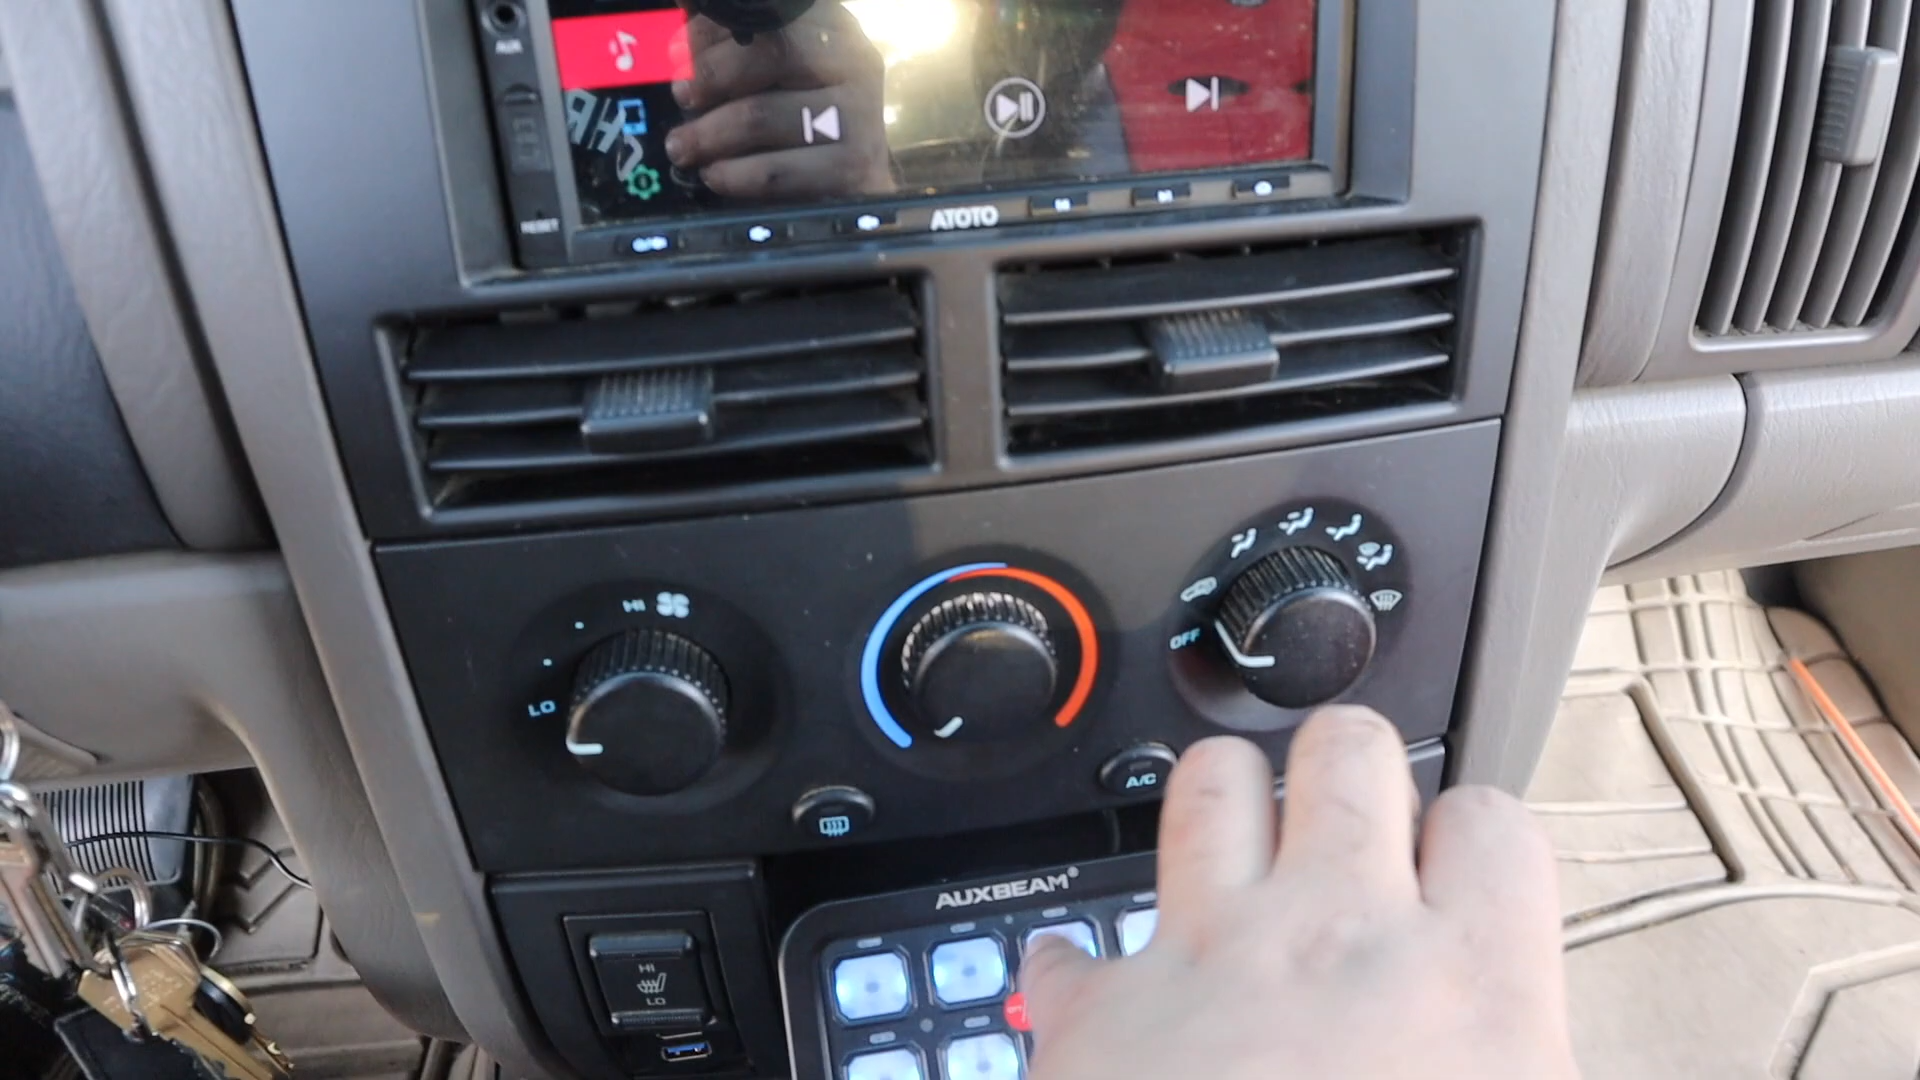 AUX
RESET
ATOTO
HI
LO
OFF
A/C
AUXBEAM®
HI
LO